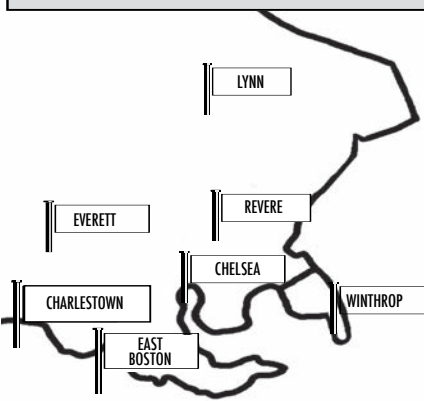 LYNN
REVERE
EVERETT
CHELSEA
CHARLESTOWN
WINTHROP
EAST
BOSTON